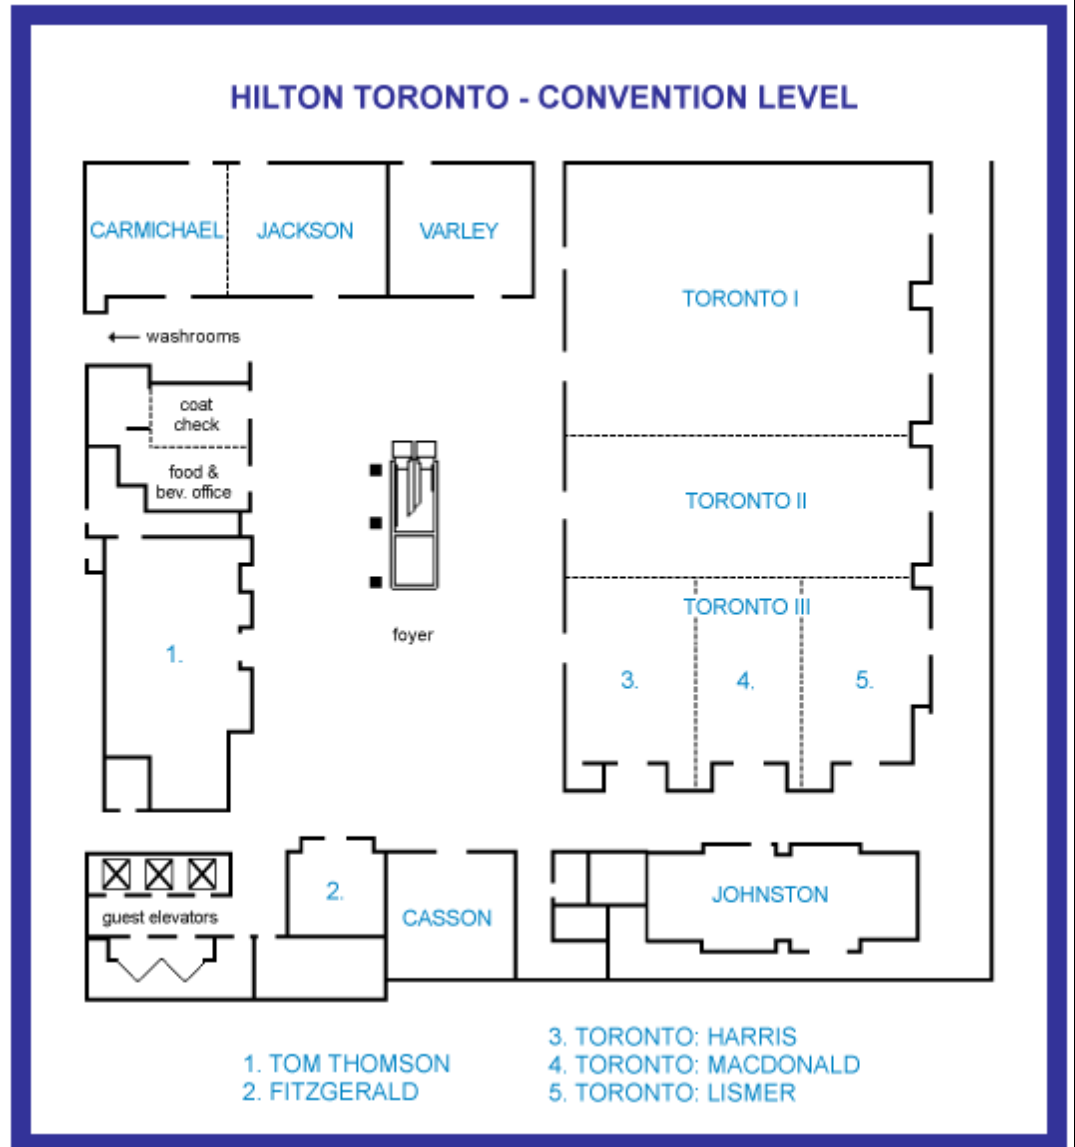 HILTON TORONTO - CONVENTION LEVEL
CARMICHAEL
JACKSON
VARLEY
TORONTO I
← washrooms
coat
check
food &
bev. office
TORONTO II
TORONTO III
foyer
1.
3.
4.
5.
2.
CASSON
JOHNSTON
guest elevators
1. TOM THOMSON
2. FITZGERALD
3. TORONTO: HARRIS
4. TORONTO: MACDONALD
5. TORONTO: LISMER